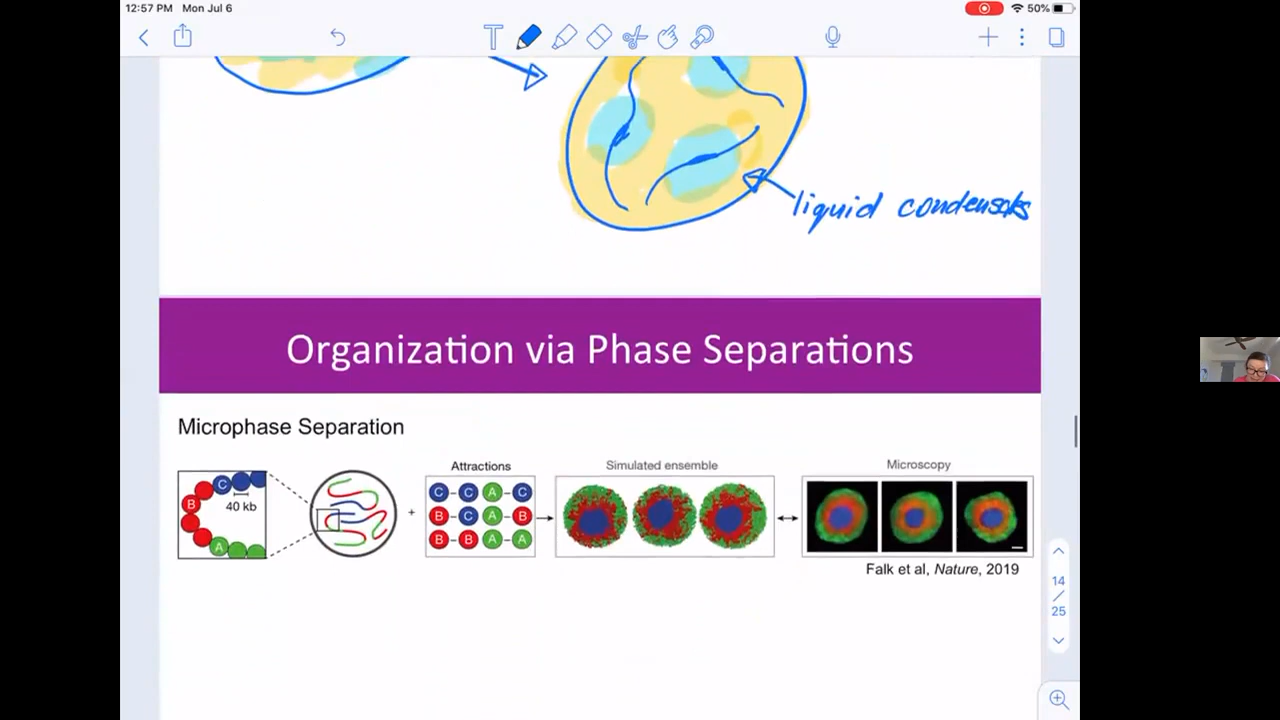 12:57 PM Mon Jul 6
50%
T
liquid condensats
Organization via Phase Separations
Microphase Separation
Attractions
Simulated ensemble
Microscopy
C
B
40 kb
A
+
C-C A-C
B-C A-B
B-B A-A
Falk et al, Nature, 2019
14
/
25